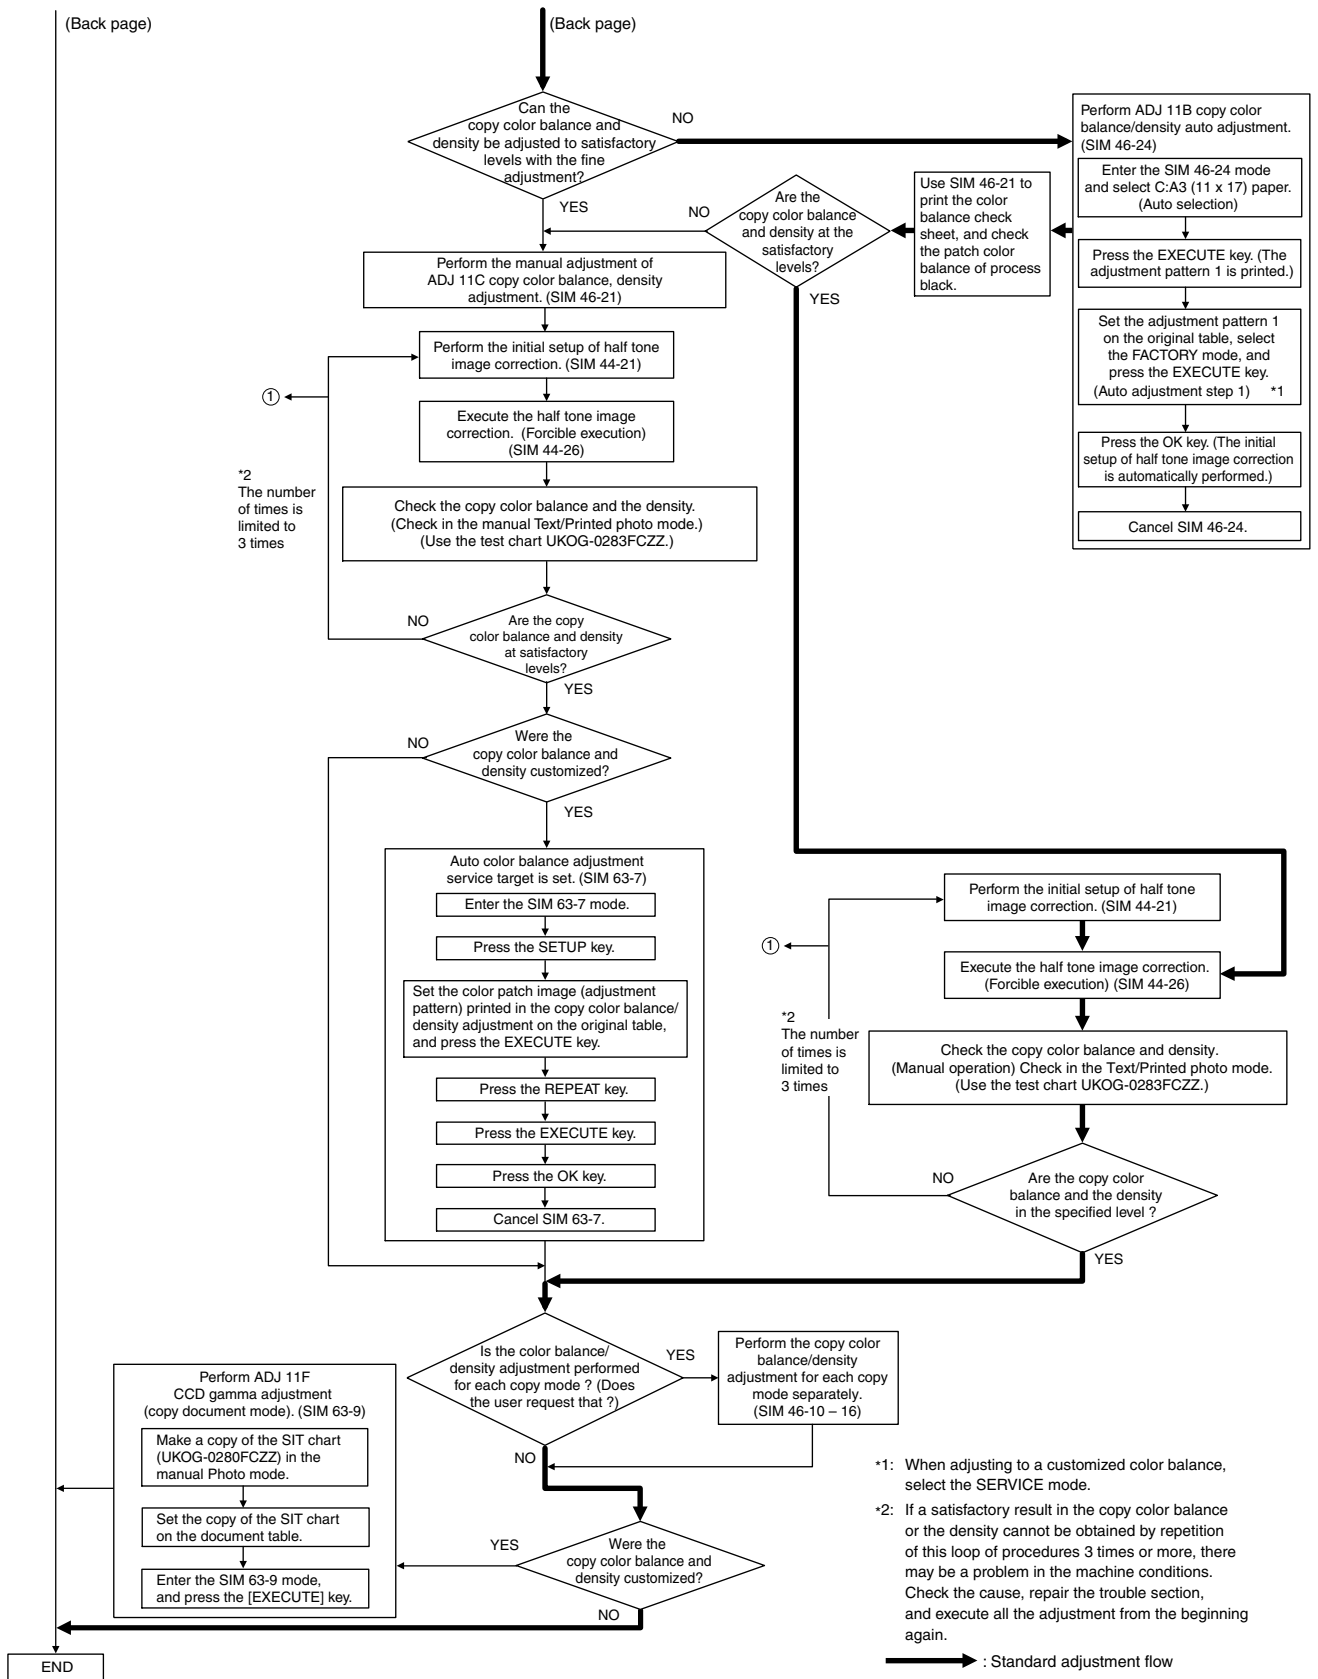 (Back page)
(Back page)
Can the
copy color balance and
density be adjusted to satisfactory
levels with the fine
adjustment?
NO
YES
Perform ADJ 11B copy color
balance/density auto adjustment.
(SIM 46-24)
Enter the SIM 46-24 mode
and select C:A3 (11 x 17) paper.
(Auto selection)
Press the EXECUTE key. (The
adjustment pattern 1 is printed.)
Set the adjustment pattern 1
on the original table, select
the FACTORY mode, and
press the EXECUTE key.
(Auto adjustment step 1) *1
Press the OK key. (The initial
setup of half tone image correction
is automatically performed.)
Cancel SIM 46-24.
Use SIM 46-21 to
print the color
balance check
sheet, and check
the patch color
balance of process
black.
Are the
copy color balance
and density at the
satisfactory
levels?
NO
YES
Perform the manual adjustment of
ADJ 11C copy color balance, density
adjustment. (SIM 46-21)
Perform the initial setup of half tone
image correction. (SIM 44-21)
①
Execute the half tone image
correction. (Forcible execution)
(SIM 44-26)
*2
The number
of times is
limited to
3 times
Check the copy color balance and the density.
(Check in the manual Text/Printed photo mode.)
(Use the test chart UKOG-0283FCZZ.)
NO
Are the copy
color balance and density
at satisfactory
levels?
YES
NO
Were the
copy color balance and
density customized?
YES
Auto color balance adjustment
service target is set. (SIM 63-7)
Enter the SIM 63-7 mode.
Press the SETUP key.
Set the color patch image (adjustment
pattern) printed in the copy color balance/
density adjustment on the original table,
and press the EXECUTE key.
Press the REPEAT key.
Press the EXECUTE key.
Press the OK key.
Cancel SIM 63-7.
Perform the initial setup of half tone
image correction. (SIM 44-21)
①
Execute the half tone image correction.
(Forcible execution) (SIM 44-26)
*2
The number
of times is
limited to
3 times
Check the copy color balance and density.
(Manual operation) Check in the Text/Printed photo mode.
(Use the test chart UKOG-0283FCZZ.)
NO
Are the copy color
balance and the density
in the specified level ?
YES
Is the color balance/
density adjustment performed
for each copy mode ? (Does
the user request that ?)
YES
NO
Perform the copy color
balance/density
adjustment for each copy
mode separately.
(SIM 46-10 – 16)
Perform ADJ 11F
CCD gamma adjustment
(copy document mode). (SIM 63-9)
Make a copy of the SIT chart
(UKOG-0280FCZZ) in the
manual Photo mode.
Set the copy of the SIT chart
on the document table.
Enter the SIM 63-9 mode,
and press the [EXECUTE] key.
YES
Were the
copy color balance and
density customized?
NO
END
*1: When adjusting to a customized color balance,
select the SERVICE mode.
*2: If a satisfactory result in the copy color balance
or the density cannot be obtained by repetition
of this loop of procedures 3 times or more, there
may be a problem in the machine conditions.
Check the cause, repair the trouble section,
and execute all the adjustment from the beginning
again.
: Standard adjustment flow